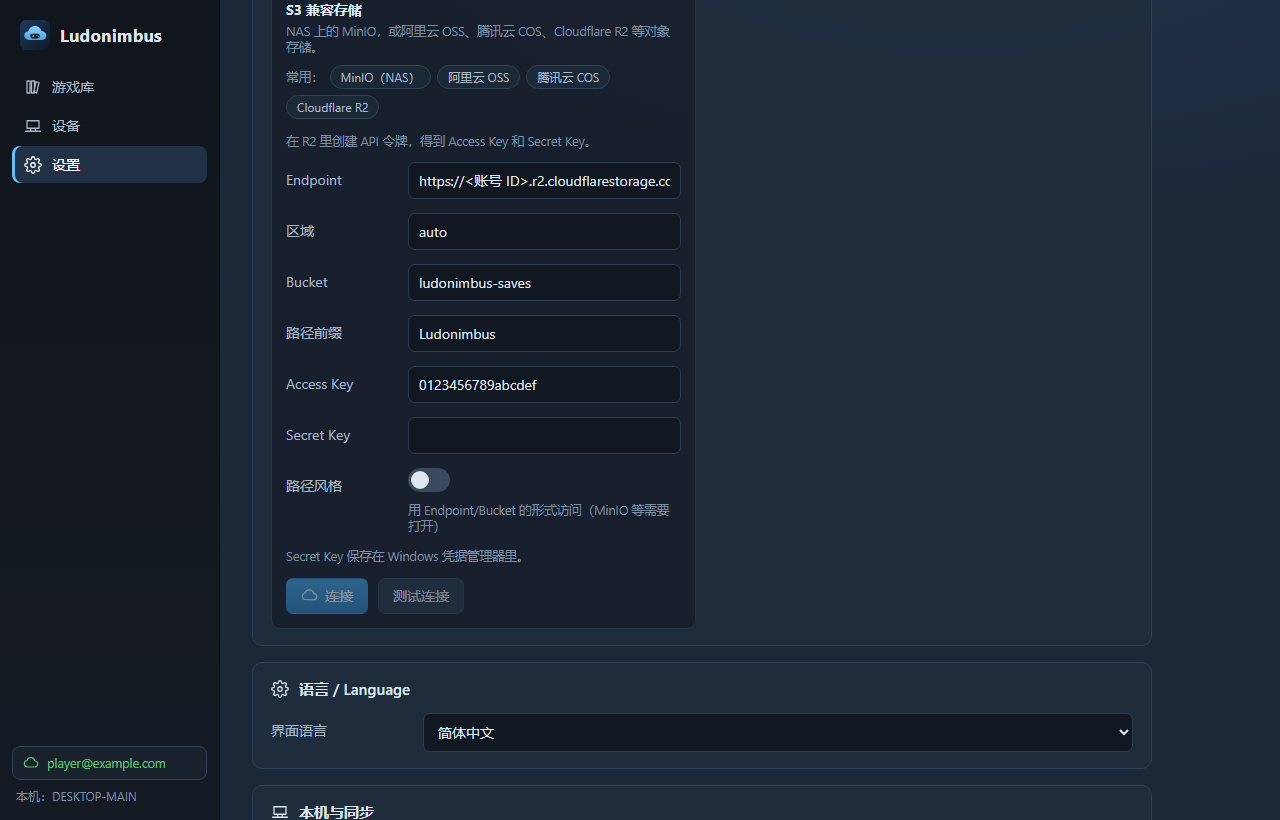 Ludonimbus
游戏库
设备
设置
player@example.com
本机：DESKTOP-MAIN
S3 兼容存储
NAS 上的 MinIO，或阿里云 OSS、腾讯云 COS、Cloudflare R2 等对象
存储。
常用： MinIO（NAS） 阿里云 OSS 腾讯云 COS
Cloudflare R2
在 R2 里创建 API 令牌，得到 Access Key 和 Secret Key。
Endpoint https://<账号 ID>.r2.cloudflarestorage.cc
区域 auto
Bucket ludonimbus-saves
路径前缀 Ludonimbus
Access Key 0123456789abcdef
Secret Key
路径风格
用 Endpoint/Bucket 的形式访问（MinIO 等需要
打开）
Secret Key 保存在 Windows 凭据管理器里。
连接 测试连接
语言 / Language
界面语言 简体中文
本机与同步